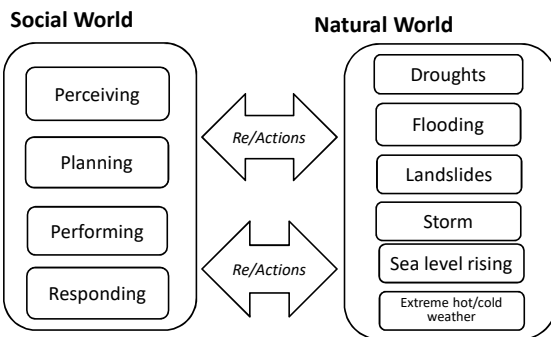 Social World
Perceiving
Planning
Performing
Responding
Re/Actions
Re/Actions
Natural World
Droughts
Flooding
Landslides
Storm
Sea level rising
Extreme hot/cold
weather